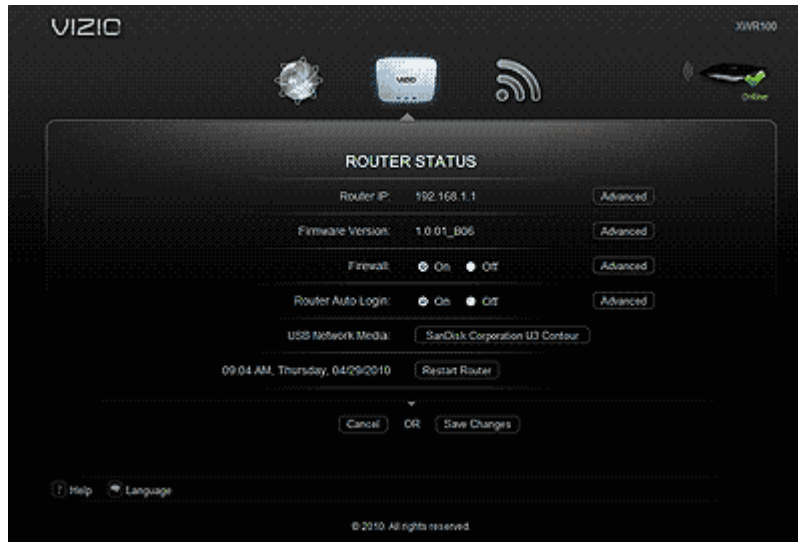 VIZIO
XWR100
VIZIO
Online
ROUTER STATUS
Router IP: 192.168.1.1 Advanced
Firmware Version: 1.0.01_B06 Advanced
Firewall: On Off Advanced
Router Auto Login: On Off Advanced
USB Network Media: SanDisk Corporation U3 Contour
09:04 AM, Thursday, 04/29/2010 Restart Router
Cancel OR Save Changes
? Help Language
© 2010. All rights reserved.